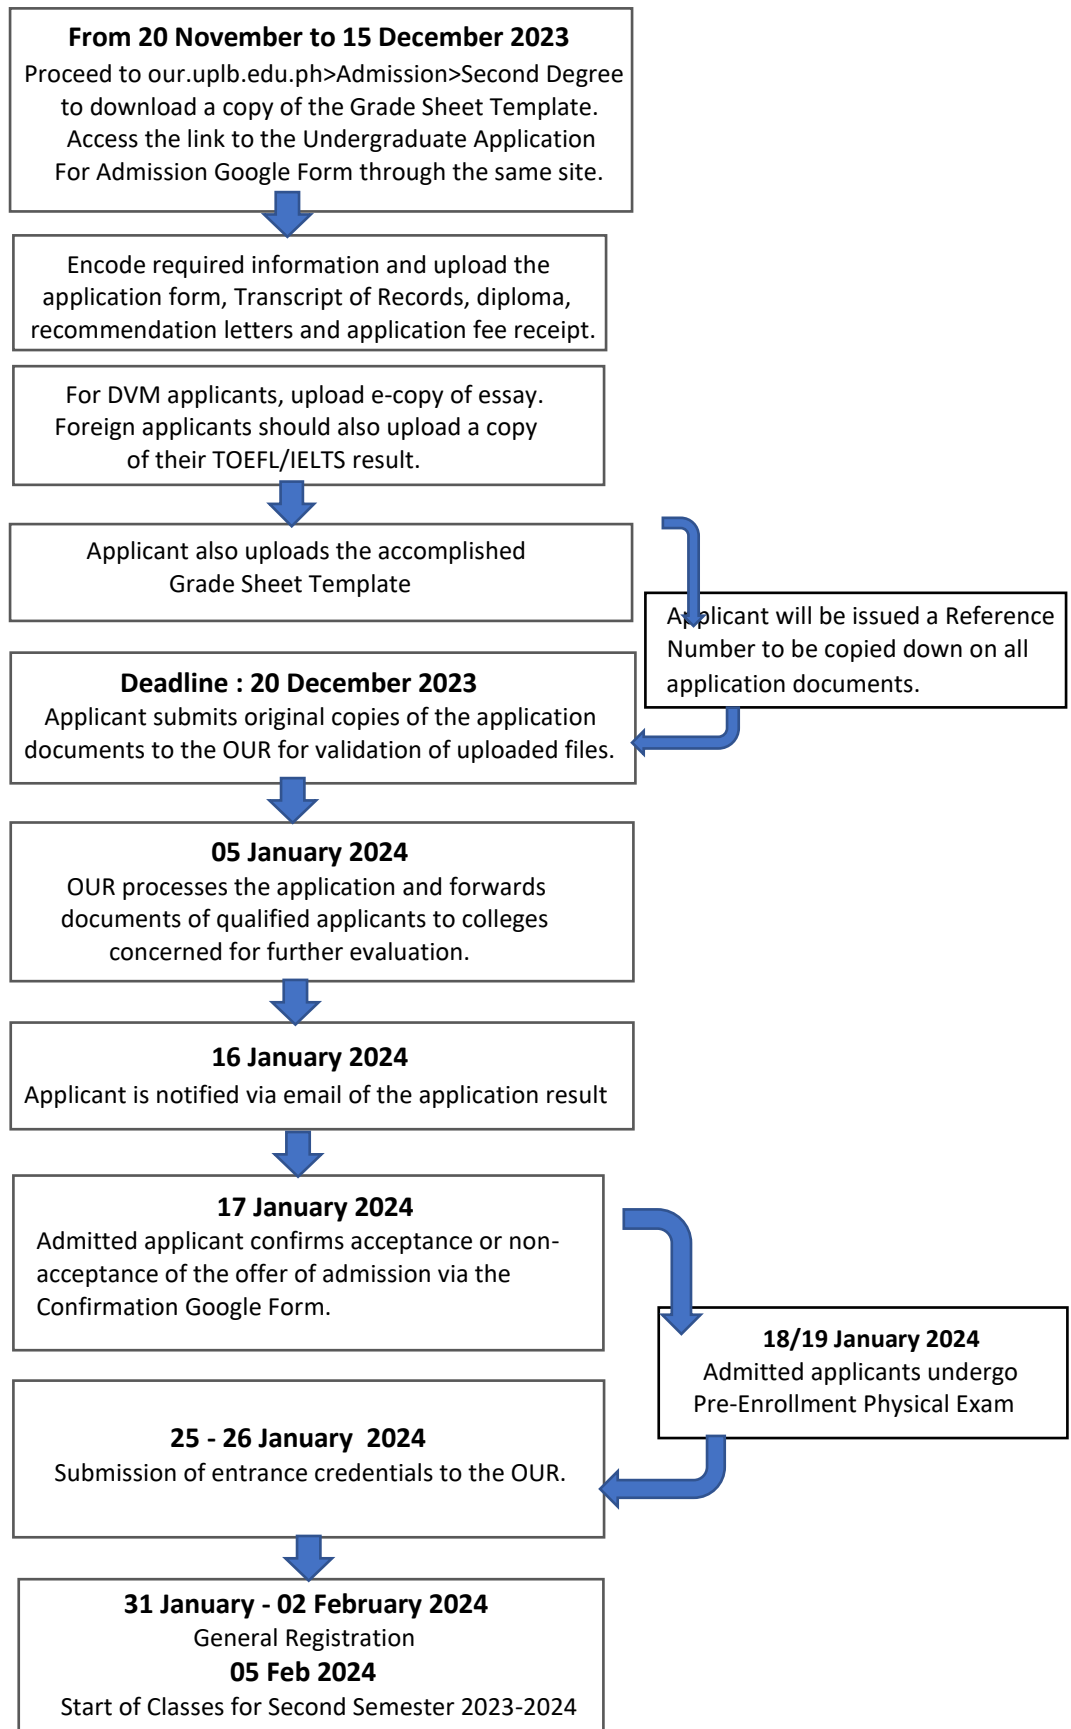 From 20 November to 15 December 2023
Proceed to our.uplb.edu.ph>Admission>Second Degree
to download a copy of the Grade Sheet Template.
Access the link to the Undergraduate Application
For Admission Google Form through the same site.
Encode required information and upload the
application form, Transcript of Records, diploma,
recommendation letters and application fee receipt.
For DVM applicants, upload e-copy of essay.
Foreign applicants should also upload a copy
of their TOEFL/IELTS result.
Applicant also uploads the accomplished
Grade Sheet Template
Applicant will be issued a Reference
Number to be copied down on all
application documents.
Deadline : 20 December 2023
Applicant submits original copies of the application
documents to the OUR for validation of uploaded files.
05 January 2024
OUR processes the application and forwards
documents of qualified applicants to colleges
concerned for further evaluation.
16 January 2024
Applicant is notified via email of the application result
17 January 2024
Admitted applicant confirms acceptance or non-
acceptance of the offer of admission via the
Confirmation Google Form.
18/19 January 2024
Admitted applicants undergo
Pre-Enrollment Physical Exam
25 - 26 January 2024
Submission of entrance credentials to the OUR.
31 January - 02 February 2024
General Registration
05 Feb 2024
Start of Classes for Second Semester 2023-2024